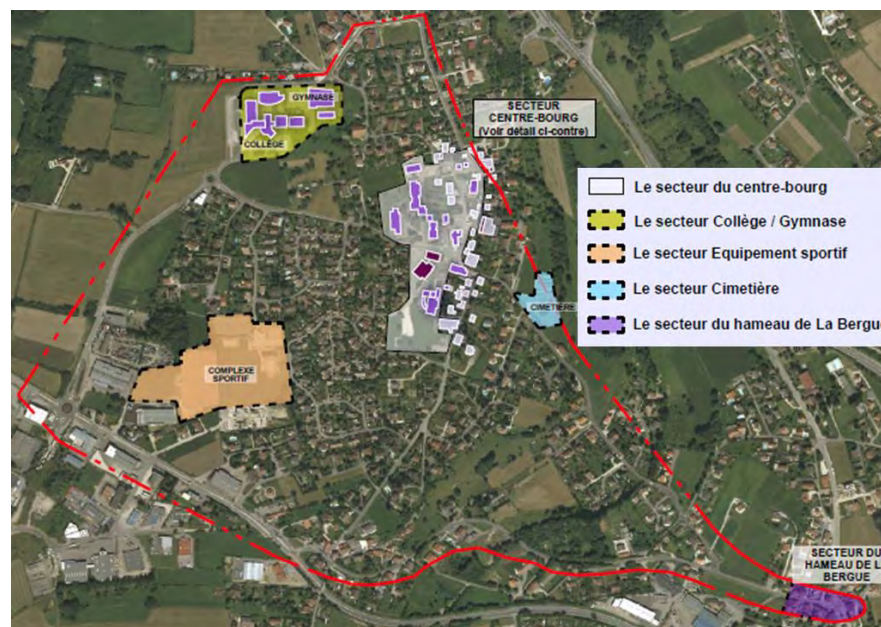 GYMNASE
COLLÈGE
SECTEUR
CENTRE-BOURG
(Voir détail ci-contre)
Le secteur du centre-bourg
Le secteur Collège / Gymnase
Le secteur Equipement sportif
Le secteur Cimetière
Le secteur du hameau de La Bergue
CIMETIÈRE
COMPLEXE
SPORTIF
SECTEUR DU
HAMEAU DE L
BERGUE